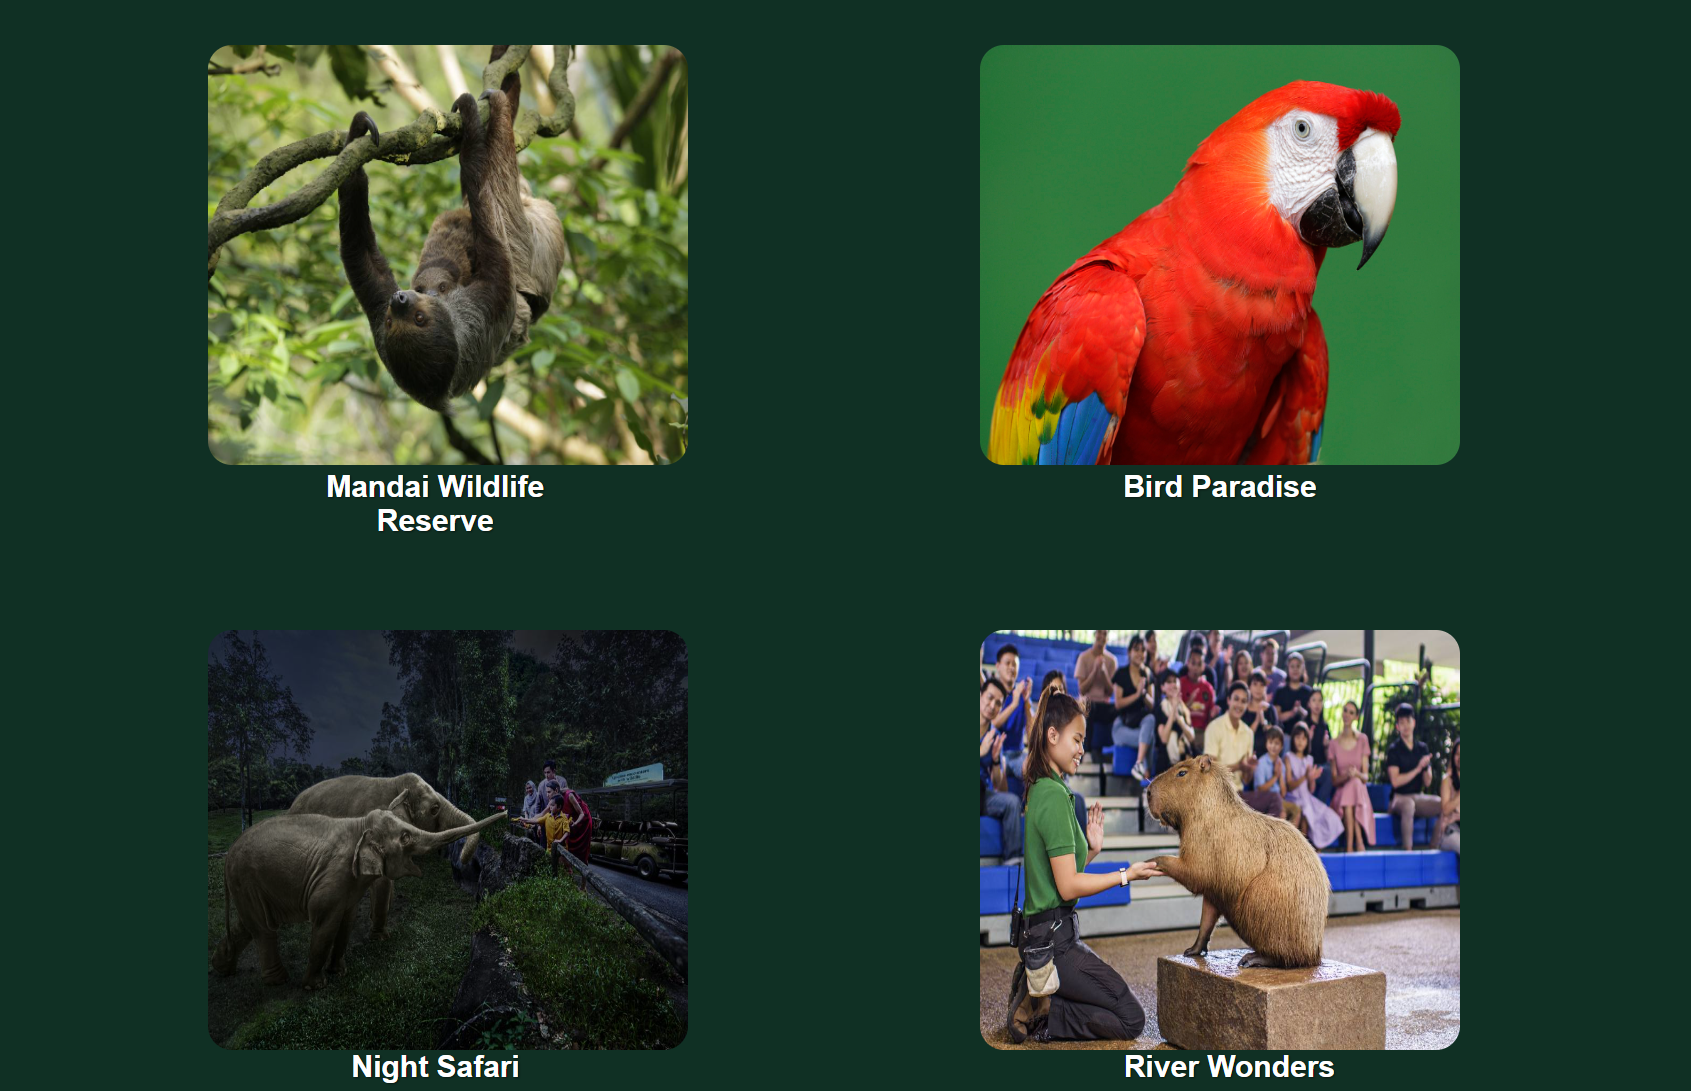 Mandai Wildlife
Reserve
Bird Paradise
Night Safari
River Wonders